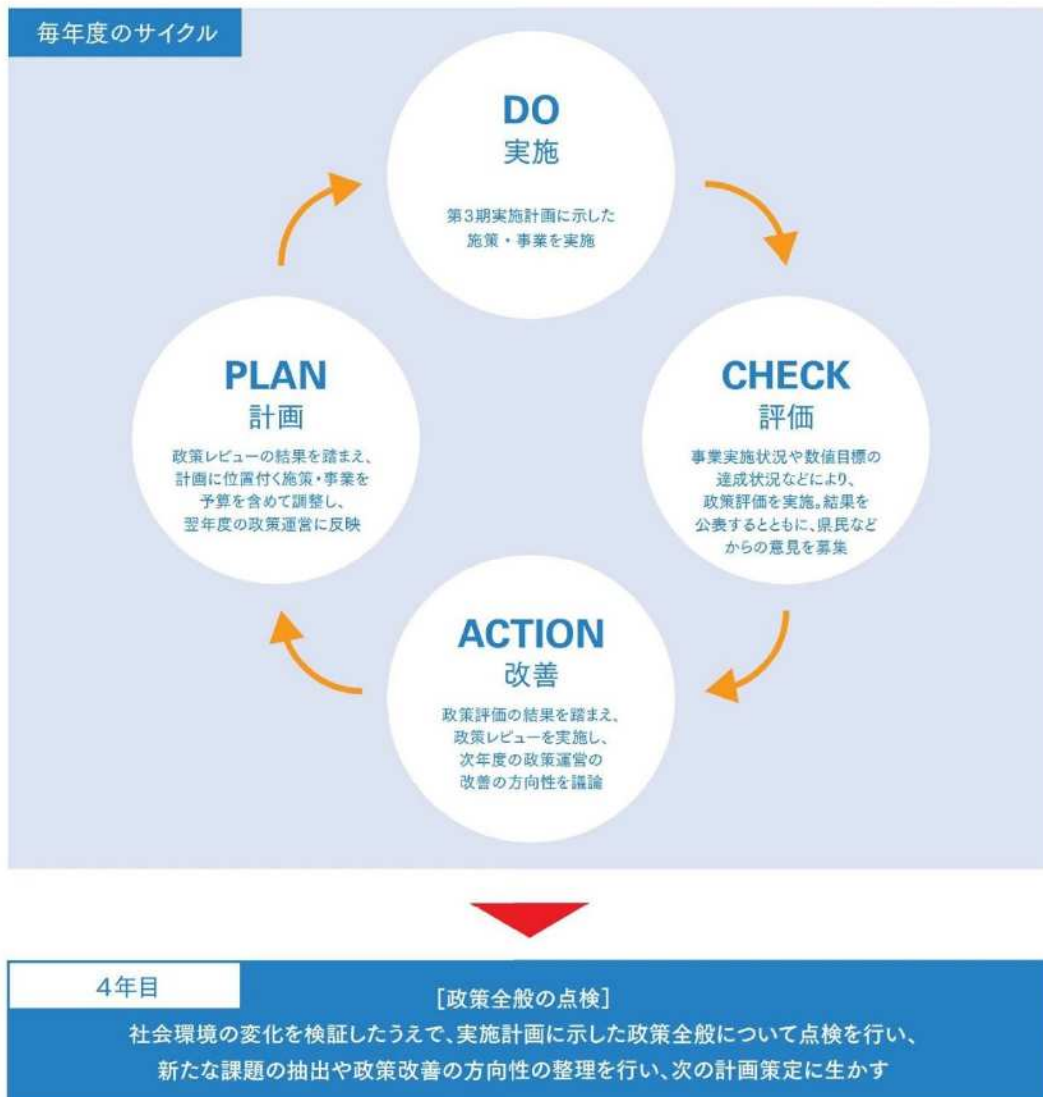 毎年度のサイクル
DO
実施
第3期実施計画に示した
施策・事業を実施
PLAN
計画
政策レビューの結果を踏まえ、
計画に位置付く施策・事業を
予算を含めて調整し、
翌年度の政策運営に反映
CHECK
評価
事業実施状況や数値目標の
達成状況などにより、
政策評価を実施。結果を
公表するとともに、県民など
からの意見を募集
ACTION
改善
政策評価の結果を踏まえ、
政策レビューを実施し、
次年度の政策運営の
改善の方向性を議論
4年目
[政策全般の点検]
社会環境の変化を検証したうえで、実施計画に示した政策全般について点検を行い、
新たな課題の抽出や政策改善の方向性の整理を行い、次の計画策定に生かす